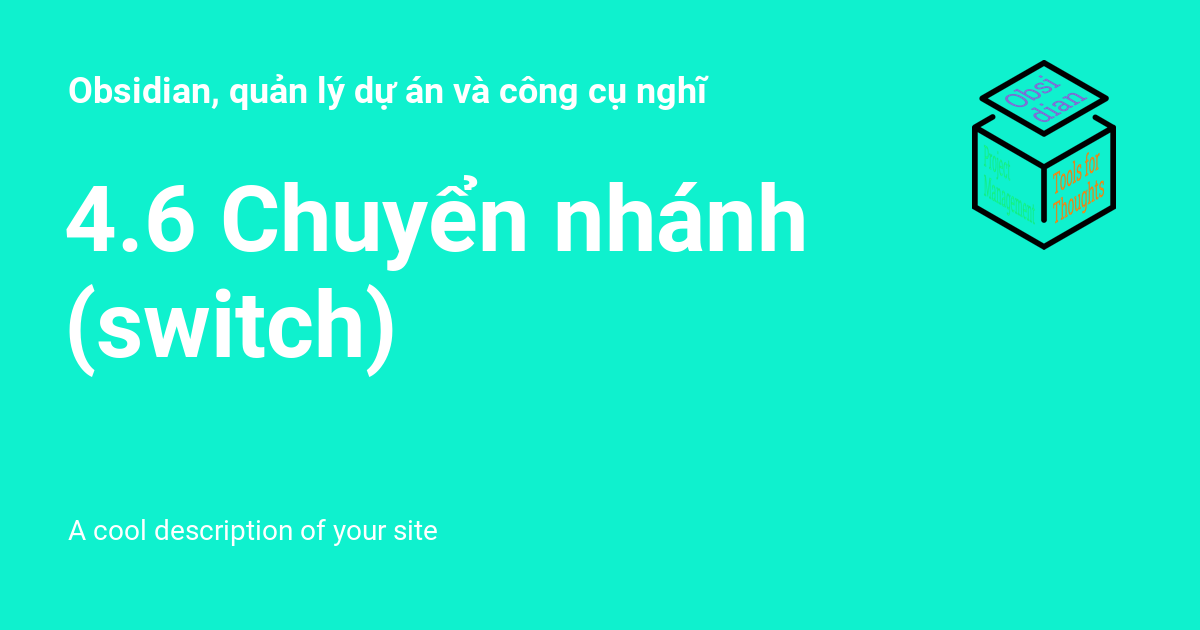 Obsidian, quản lý dự án và công cụ nghĩ
4.6 Chuyển nhánh
(switch)
A cool description of your site
Obsi
dian
Project
Management
Tools for
Thoughts